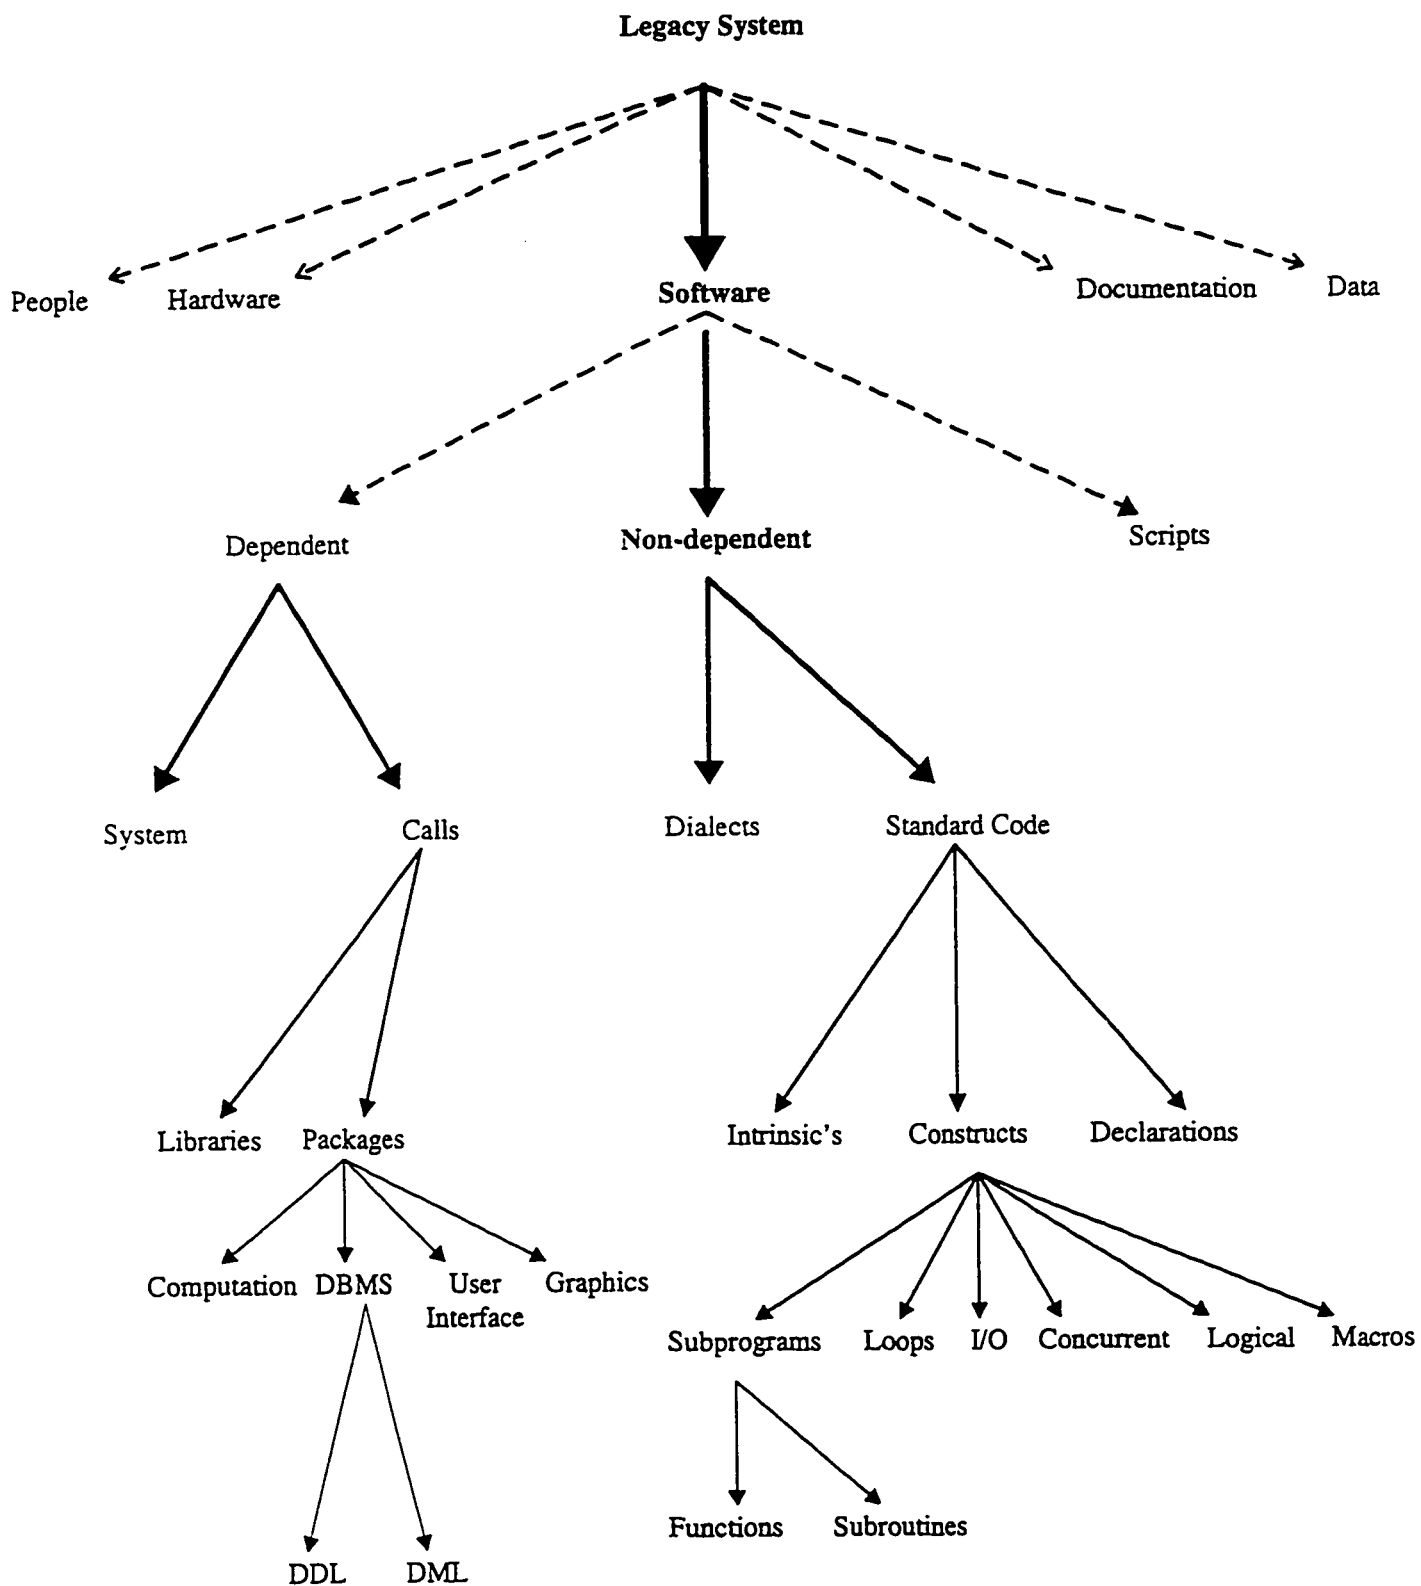 Legacy System
People
Hardware
Software
Documentation
Data
Dependent
Non-dependent
Scripts
System
Calls
Dialects
Standard Code
Libraries
Packages
Intrinsic's
Constructs
Declarations
Computation
DBMS
User
Interface
Graphics
Subprograms
Loops
I/O
Concurrent
Logical
Macros
Functions
Subroutines
DDL
DML